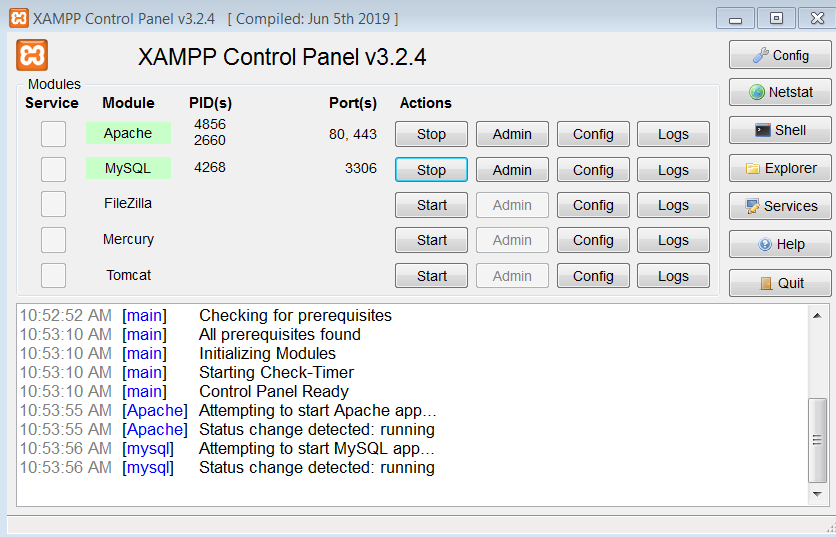 XAMPP Control Panel v3.2.4 [ Compiled: Jun 5th 2019 ]
XAMPP Control Panel v3.2.4
Config
Modules
Service Module PID(s) Port(s) Actions
Netstat
Apache 4856 2660 80, 443 Stop Admin Config Logs
Shell
MySQL 4268 3306 Stop Admin Config Logs
Explorer
FileZilla Start Admin Config Logs
Services
Mercury Start Admin Config Logs
Help
Tomcat Start Admin Config Logs
Quit
10:52:52 AM [main] Checking for prerequisites
10:53:10 AM [main] All prerequisites found
10:53:10 AM [main] Initializing Modules
10:53:10 AM [main] Starting Check-Timer
10:53:10 AM [main] Control Panel Ready
10:53:55 AM [Apache] Attempting to start Apache app...
10:53:55 AM [Apache] Status change detected: running
10:53:56 AM [mysql] Attempting to start MySQL app...
10:53:56 AM [mysql] Status change detected: running